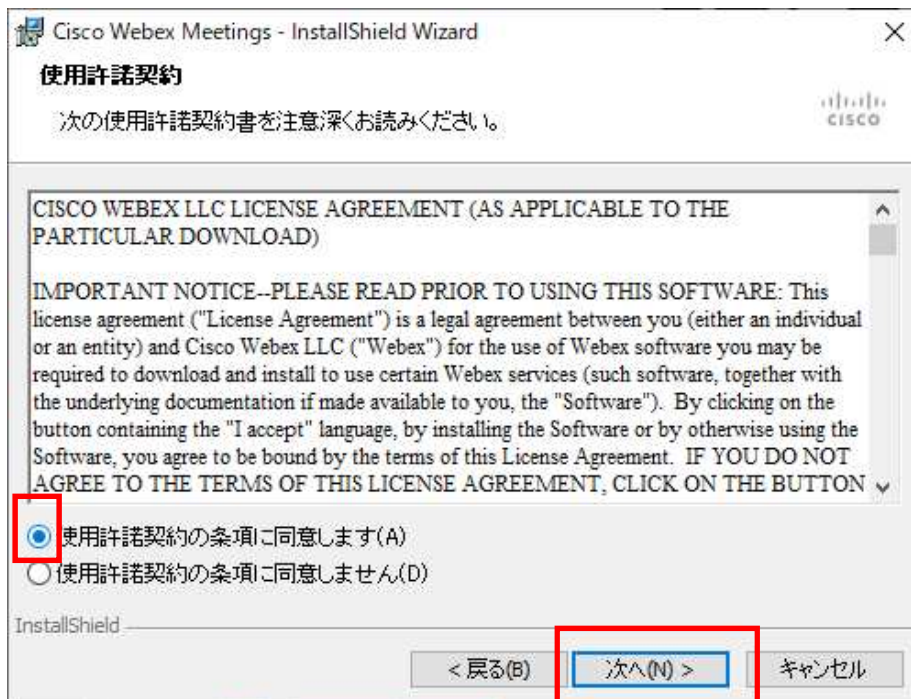 Cisco Webex Meetings - InstallShield Wizard
使用許諾契約
次の使用許諾契約書を注意深くお読みください。
CISCO
CISCO WEBEX LLC LICENSE AGREEMENT (AS APPLICABLE TO THE
PARTICULAR DOWNLOAD)
IMPORTANT NOTICE--PLEASE READ PRIOR TO USING THIS SOFTWARE: This
license agreement ("License Agreement") is a legal agreement between you (either an individual
or an entity) and Cisco Webex LLC ("Webex") for the use of Webex software you may be
required to download and install to use certain Webex services (such software, together with
the underlying documentation if made available to you, the "Software").  By clicking on the
button containing the "I accept" language, by installing the Software or by otherwise using the
Software, you agree to be bound by the terms of this License Agreement.  IF YOU DO NOT
AGREE TO THE TERMS OF THIS LICENSE AGREEMENT, CLICK ON THE BUTTON
使用許諾契約の条項に同意します(A)
使用許諾契約の条項に同意しません(D)
InstallShield
< 戻る(B) 次へ(N) > キャンセル